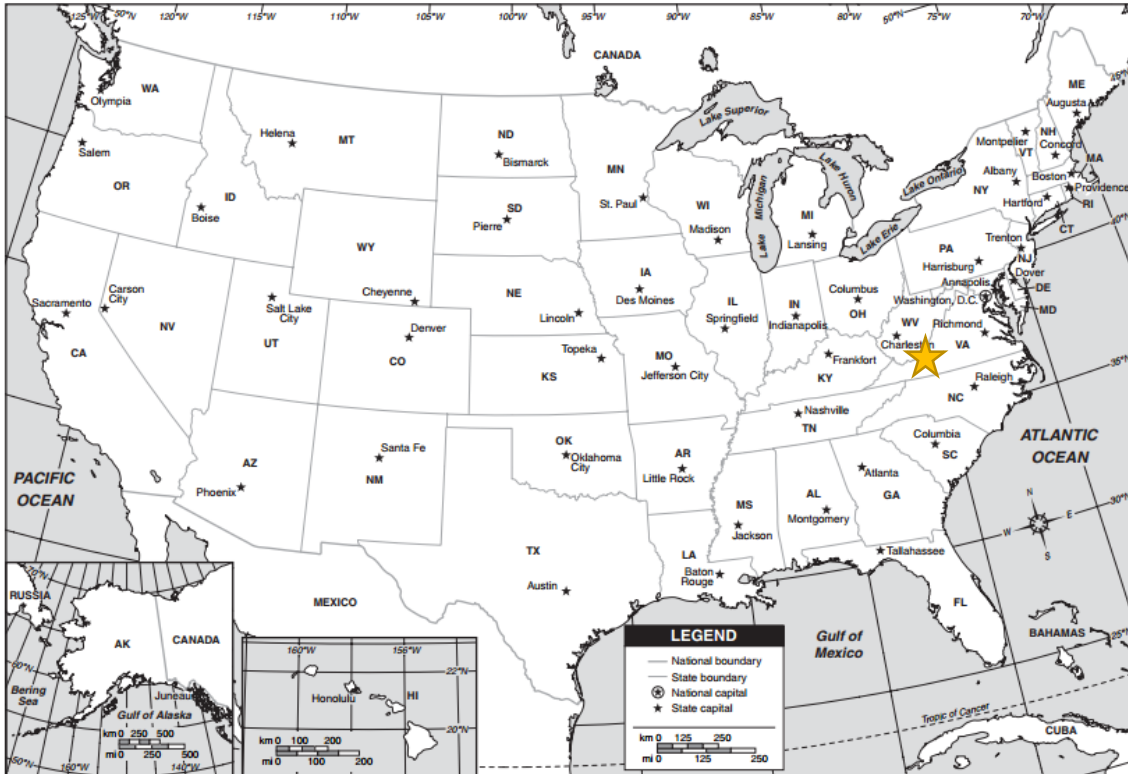 125°W
50°N
120°W
115°W
110°W
105°W
100°W
95°W
90°W
85°W
80°W
50°N
75°W
70°W
CANADA
WA
Olympia
Salem
OR
Helena
MT
ID
Boise
ND
Bismarck
SD
Pierre
WY
Cheyenne
MN
St. Paul
WI
Madison
Lake Superior
Lake Michigan
Lake Huron
MI
Lansing
Lake Ontario
Lake Erie
ME
Augusta
Montpelier
VT
NH
Concord
MA
Boston
Albany
NY
Providence
RI
Hartford
CT
40°N
PA
Harrisburg
Trenton
NJ
Dover
Annapolis
DE
Washington, D.C.
MD
Sacramento
Carson
City
CA
NV
Salt Lake
City
UT
Denver
CO
NE
Lincoln
IA
Des Moines
IL
Springfield
IN
Indianapolis
Columbus
OH
WV
Charleston
Richmond
VA
Topeka
KS
MO
Jefferson City
Frankfort
KY
35°N
Raleigh
NC
Nashville
TN
Columbia
SC
ATLANTIC
OCEAN
PACIFIC
OCEAN
AZ
Phoenix
Santa Fe
NM
OK
Oklahoma
City
AR
Little Rock
MS
Jackson
AL
Montgomery
Atlanta
GA
30°N
N
E
W
S
TX
Austin
LA
Baton
Rouge
Tallahassee
FL
MEXICO
Gulf of
Mexico
BAHAMAS
25°N
Tropic of Cancer
CUBA
70°N
RUSSIA
AK
CANADA
60°N
Bering
Sea
Juneau
Gulf of Alaska
km 0 250 500
mi 0 250 500
50°N
160°W
140°W
160°W
156°W
22°N
Honolulu
HI
20°N
km 0 100 200
mi 0 100 200
LEGEND
National boundary
State boundary
National capital
State capital
km 0 125 250
mi 0 125 250